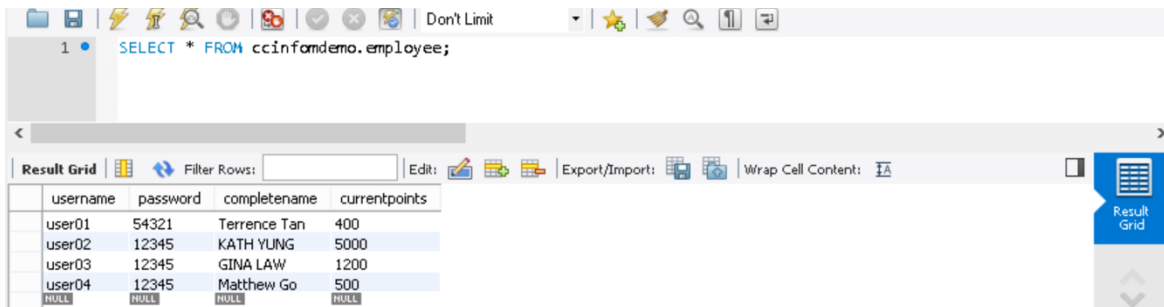 Don't Limit
1 SELECT * FROM ccinfomdemo.employee;
Result Grid Filter Rows: Edit: Export/Import: Wrap Cell Content:
Result
Grid
username password completename currentpoints
user01 54321 Terrence Tan 400
user02 12345 KATH YUNG 5000
user03 12345 GINA LAW 1200
user04 12345 Matthew Go 500
NULL NULL NULL NULL